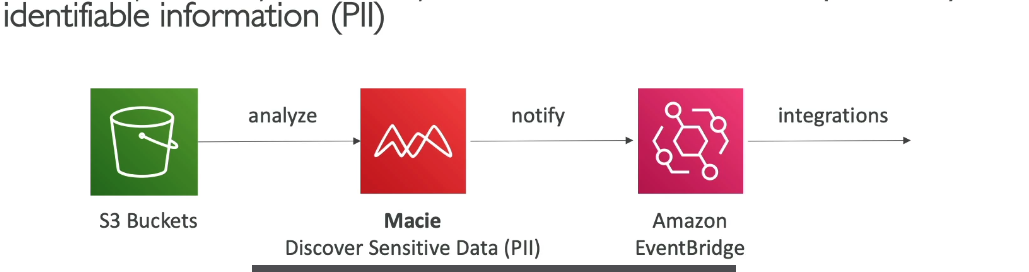 identifiable information (PII)
analyze
notify
integrations
S3 Buckets
Macie
Discover Sensitive Data (PII)
Amazon
EventBridge